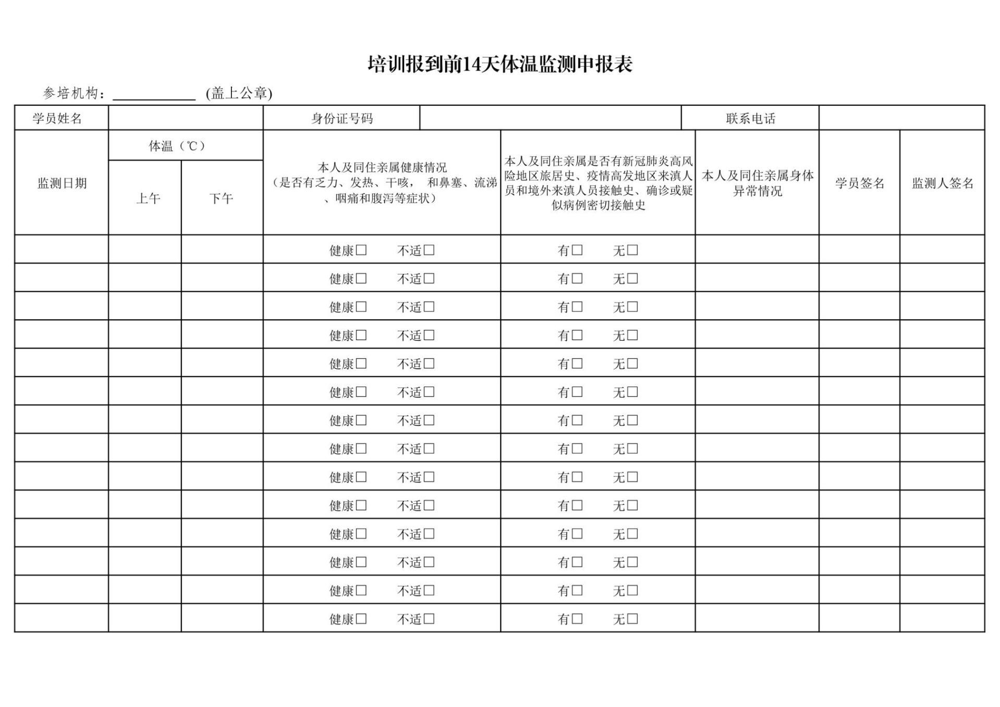 培训报到前14天体温监测申报表
参培机构：____________ (盖上公章)
学员姓名 身份证号码 联系电话
监测日期
体温（℃）
上午 下午
本人及同住亲属健康情况
（是否有乏力、发热、干咳， 和鼻塞、流涕
、咽痛和腹泻等症状）
本人及同住亲属是否有新冠肺炎高风
险地区旅居史、疫情高发地区来滇人
员和境外来滇人员接触史、确诊或疑
似病例密切接触史
本人及同住亲属身体
异常情况
学员签名
监测人签名
健康□ 不适□ 有□ 无□
健康□ 不适□ 有□ 无□
健康□ 不适□ 有□ 无□
健康□ 不适□ 有□ 无□
健康□ 不适□ 有□ 无□
健康□ 不适□ 有□ 无□
健康□ 不适□ 有□ 无□
健康□ 不适□ 有□ 无□
健康□ 不适□ 有□ 无□
健康□ 不适□ 有□ 无□
健康□ 不适□ 有□ 无□
健康□ 不适□ 有□ 无□
健康□ 不适□ 有□ 无□
健康□ 不适□ 有□ 无□